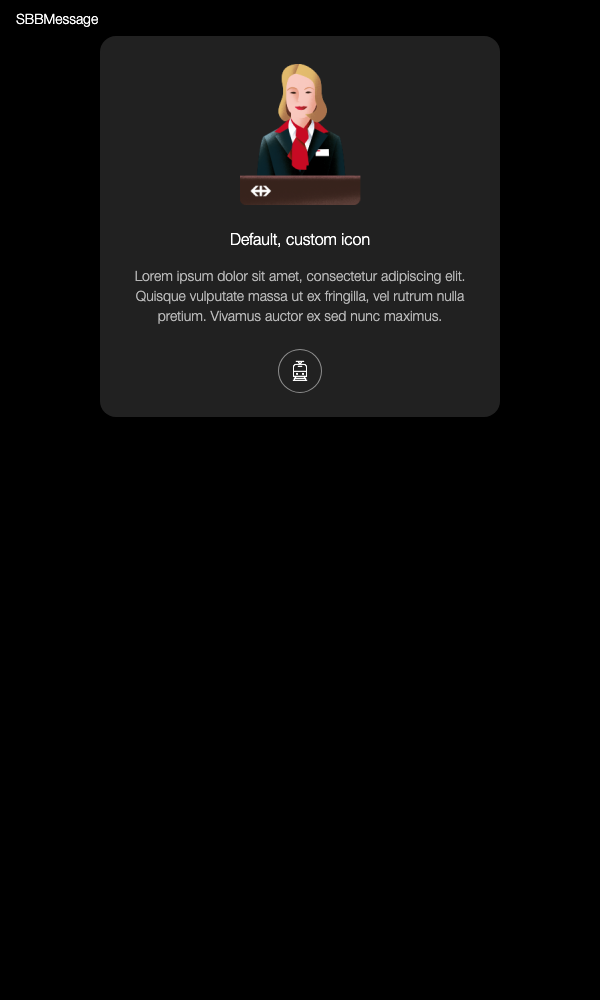 SBBMessage
Default, custom icon
Lorem ipsum dolor sit amet, consectetur adipiscing elit.
Quisque vulputate massa ut ex fringilla, vel rutrum nulla
pretium. Vivamus auctor ex sed nunc maximus.